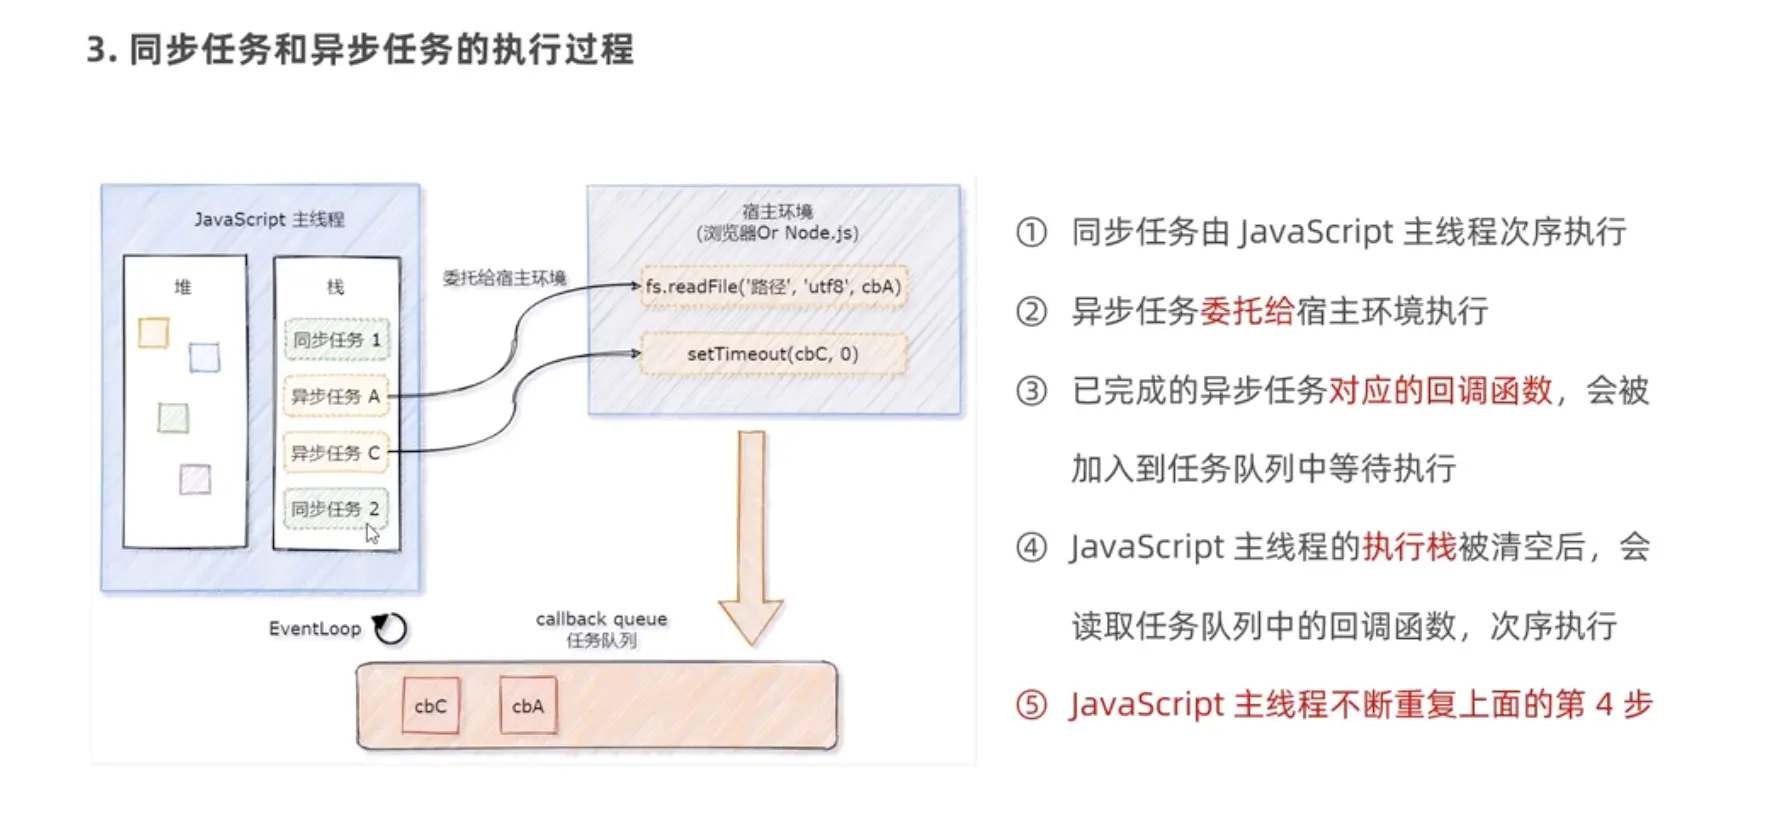 3. 同步任务和异步任务的执行过程
JavaScript 主线程
堆
栈
同步任务 1
异步任务 A
异步任务 C
同步任务 2
委托给宿主环境
宿主环境
(浏览器Or Node.js)
fs.readFile('路径', 'utf8', cbA)
setTimeout(cbC, 0)
EventLoop
callback queue
任务队列
cbC
cbA
① 同步任务由 JavaScript 主线程次序执行
② 异步任务委托给宿主环境执行
③ 已完成的异步任务对应的回调函数，会被
加入到任务队列中等待执行
④ JavaScript 主线程的执行栈被清空后，会
读取任务队列中的回调函数，次序执行
⑤ JavaScript 主线程不断重复上面的第 4 步